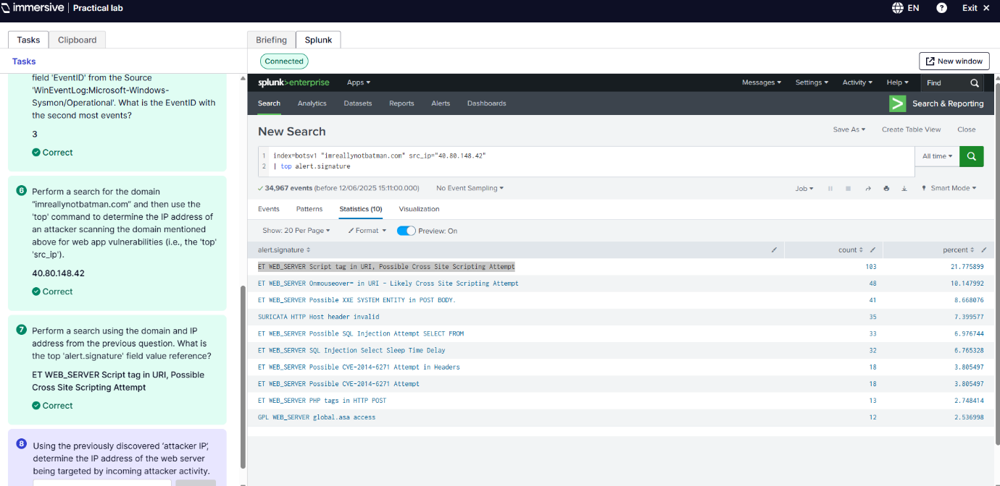 immersive | Practical lab
EN
?
Exit ×
Tasks
Clipboard
Briefing
Splunk
Tasks
field 'EventID' from the Source
'WinEventLog:Microsoft-Windows-
Sysmon/Operational'. What is the EventID with
the second most events?
3
Correct
6
Perform a search for the domain
“imreallynotbatman.com” and then use the
'top' command to determine the IP address of
an attacker scanning the domain mentioned
above for web app vulnerabilities (i.e., the 'top'
'src_ip').
40.80.148.42
Correct
7
Perform a search using the domain and IP
address from the previous question. What is
the top 'alert.signature' field value reference?
ET WEB_SERVER Script tag in URI, Possible
Cross Site Scripting Attempt
Correct
8
Using the previously discovered 'attacker IP',
determine the IP address of the web server
being targeted by incoming attacker activity.
Connected
New window
splunk>enterprise
Apps
Messages
Settings
Activity
Help
Find
Search
Analytics
Datasets
Reports
Alerts
Dashboards
Search & Reporting
New Search
Save As
Create Table View
Close
1 index=botsv1 "imreallynotbatman.com" src_ip="40.80.148.42"
2 | top alert.signature
All time
34,967 events (before 12/06/2025 15:11:00.000)
No Event Sampling
Job
Smart Mode
Events
Patterns
Statistics (10)
Visualization
Show: 20 Per Page
Format
Preview: On
alert.signature
count
percent
ET WEB_SERVER Script tag in URI, Possible Cross Site Scripting Attempt 103 21.775899
ET WEB_SERVER Onmouseover= in URI - Likely Cross Site Scripting Attempt 48 10.147992
ET WEB_SERVER Possible XXE SYSTEM ENTITY in POST BODY. 41 8.668076
SURICATA HTTP Host header invalid 35 7.399577
ET WEB_SERVER Possible SQL Injection Attempt SELECT FROM 33 6.976744
ET WEB_SERVER SQL Injection Select Sleep Time Delay 32 6.765328
ET WEB_SERVER Possible CVE-2014-6271 Attempt in Headers 18 3.805497
ET WEB_SERVER Possible CVE-2014-6271 Attempt 18 3.805497
ET WEB_SERVER PHP tags in HTTP POST 13 2.748414
GPL WEB_SERVER global.asa access 12 2.536998